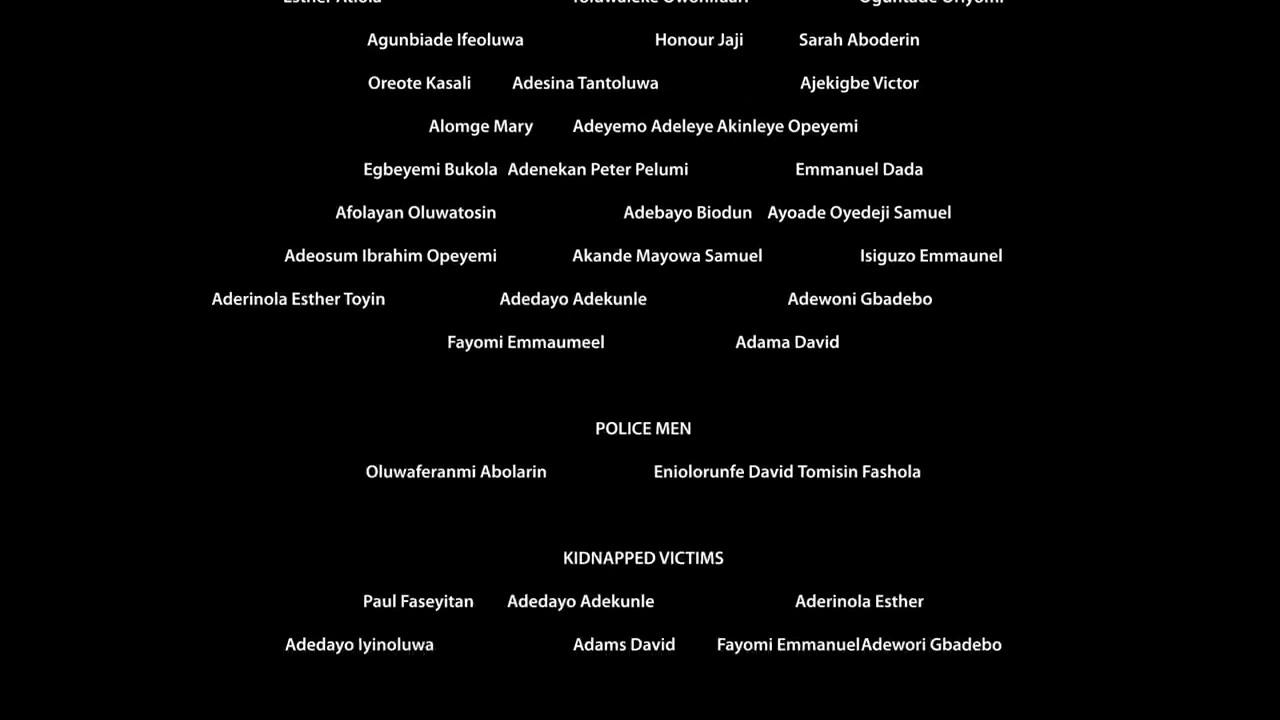 Agunbiade Ifeoluwa Honour Jaji Sarah Aboderin
Oreote Kasali Adesina Tantoluwa Ajekigbe Victor
Alomge Mary Adeyemo Adeleye Akinleye Opeyemi
Egbeyemi Bukola Adenekan Peter Pelumi Emmanuel Dada
Afolayan Oluwatosin Adebayo Biodun Ayoade Oyedeji Samuel
Adeosum Ibrahim Opeyemi Akande Mayowa Samuel Isiguzo Emmaunel
Aderinola Esther Toyin Adedayo Adekunle Adewoni Gbadebo
Fayomi Emmaumeel Adama David
POLICE MEN
Oluwaferanmi Abolarin Eniolorunfe David Tomisin Fashola
KIDNAPPED VICTIMS
Paul Faseyitan Adedayo Adekunle Aderinola Esther
Adedayo Iyinoluwa Adams David Fayomi EmmanuelAdewori Gbadebo